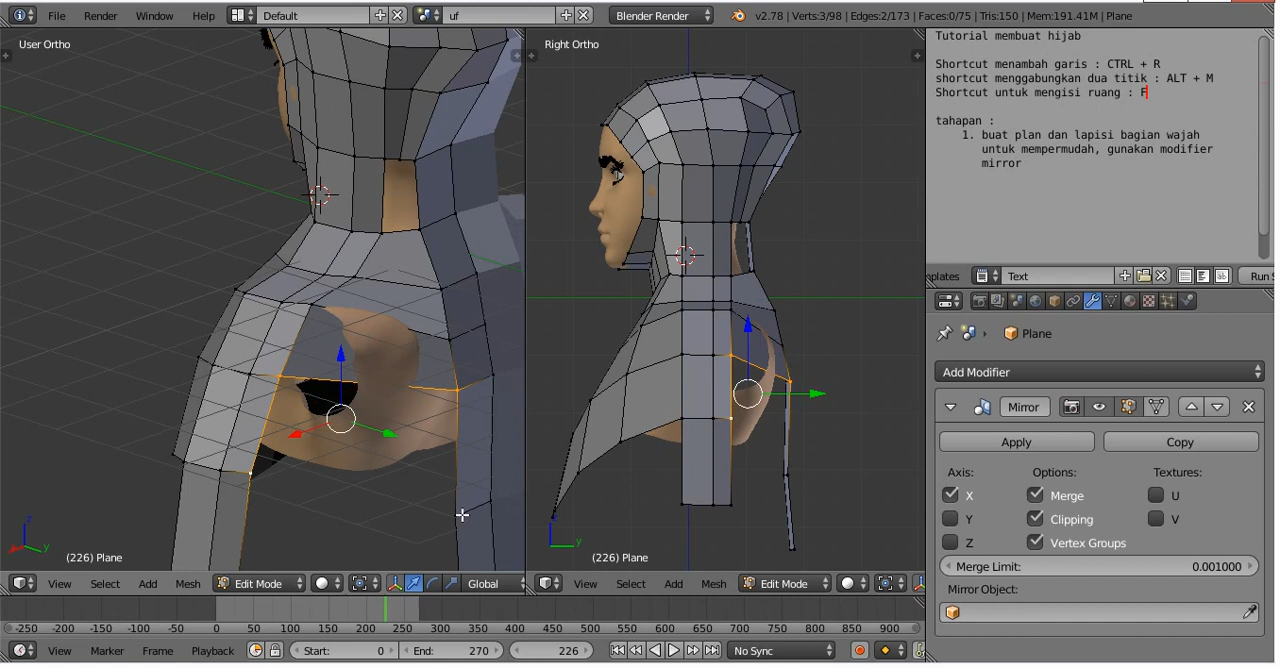 File Render Window Help Default uf Blender Render v2.78 | Verts:3/98 | Edges:2/173 | Faces:0/75 | Tris:150 | Mem:191.41M | Plane
User Ortho
Right Ortho
Tutorial membuat hijab
Shortcut menambah garis : CTRL + R
shortcut menggabungkan dua titik : ALT + M
Shortcut untuk mengisi ruang : F
tahapan :
1. buat plan dan lapisi bagian wajah
untuk mempermudah, gunakan modifier
mirror
plates Text Run S
Plane
Add Modifier
Mirror
Apply Copy
Axis: Options: Textures:
X Merge U
Y Clipping V
Z Vertex Groups
Merge Limit: 0.001000
Mirror Object:
(226) Plane
(226) Plane
View Select Add Mesh Edit Mode Global
View Select Add Mesh Edit Mode
-250 -200 -150 -100 -50 0 50 100 150 200 250 300 350 400 450 500 550 600 650 700 750 800 850 900
View Marker Frame Playback Start: 0 End: 270 226 No Sync